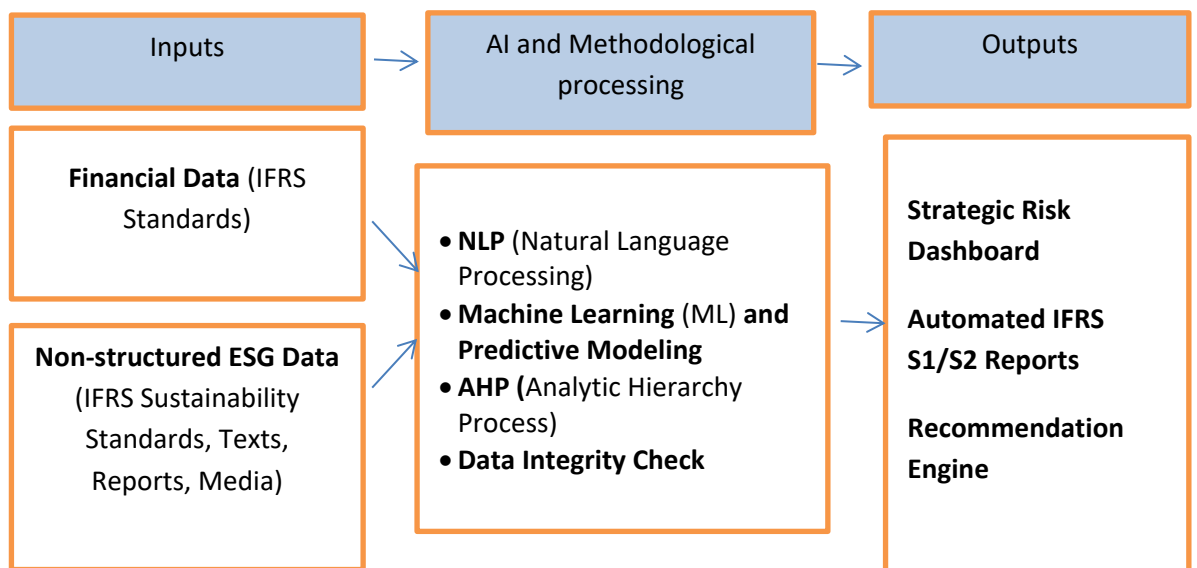 Inputs
AI and Methodological
processing
Outputs
Financial Data (IFRS
Standards)
Non-structured ESG Data
(IFRS Sustainability
Standards, Texts,
Reports, Media)
• NLP (Natural Language
Processing)
• Machine Learning (ML) and
Predictive Modeling
• AHP (Analytic Hierarchy
Process)
• Data Integrity Check
Strategic Risk
Dashboard
Automated IFRS
S1/S2 Reports
Recommendation
Engine